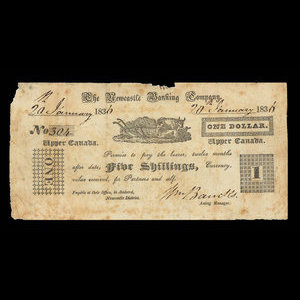 The Newcastle Banking Company,
20 January 1836 20 January 1836
No 304 ONE DOLLAR.
Upper Canada. Upper Canada.
Promise to pay the bearer, twelve months
after date, Five Shillings, Currency,
value received, for Partners and self.
ONE 1
Payable at their Office, in Amherst,
Newcastle District.
Acting Manager.